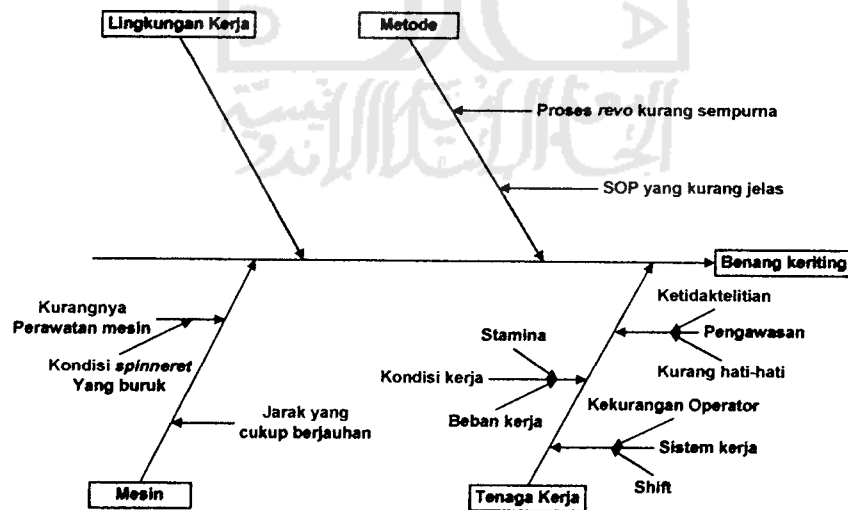 Lingkungan Kerja
Metode
Proses revo kurang sempurna
SOP yang kurang jelas
Benang keriting
Kurangnya
Perawatan mesin
Kondisi spinneret
Yang buruk
Jarak yang
cukup berjauhan
Mesin
Ketidaktelitian
Pengawasan
Kurang hati-hati
Stamina
Kondisi kerja
Beban kerja
Kekurangan Operator
Sistem kerja
Shift
Tenaga Kerja